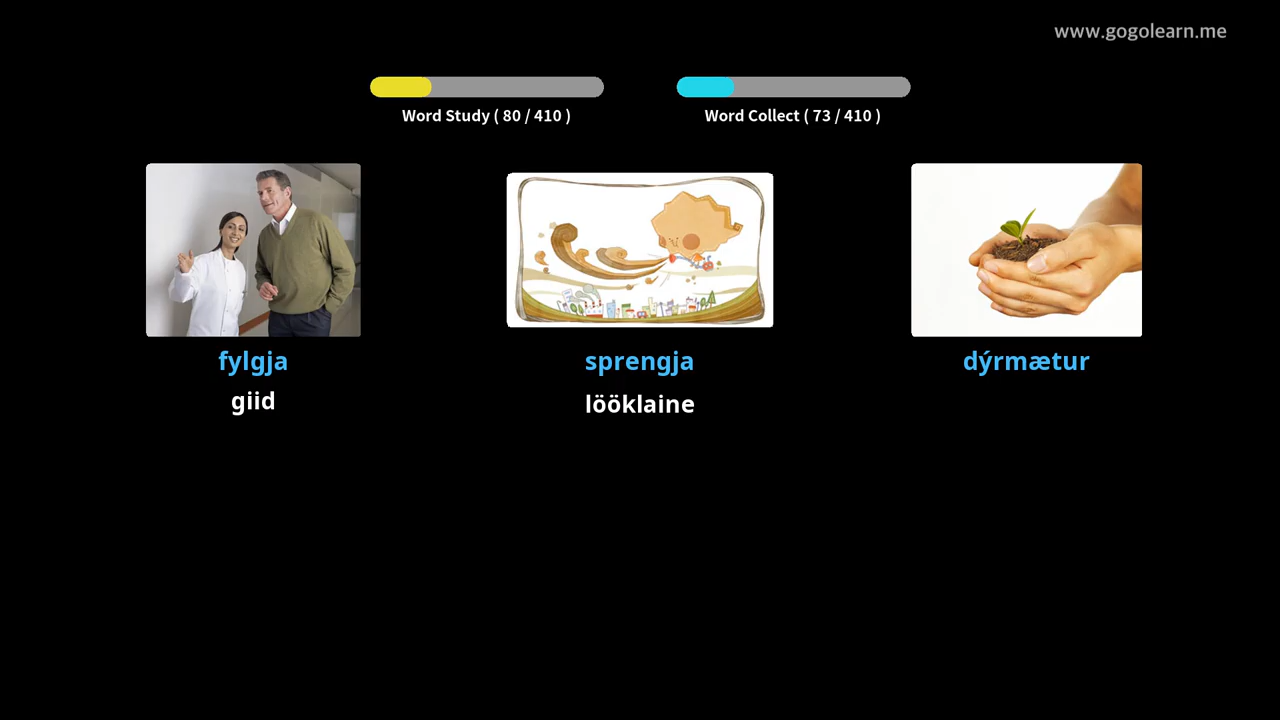 www.gogolearn.me
Word Study ( 80 / 410 )
Word Collect ( 73 / 410 )
fylgja
sprengja
dýrmætur
giid
lööklaine